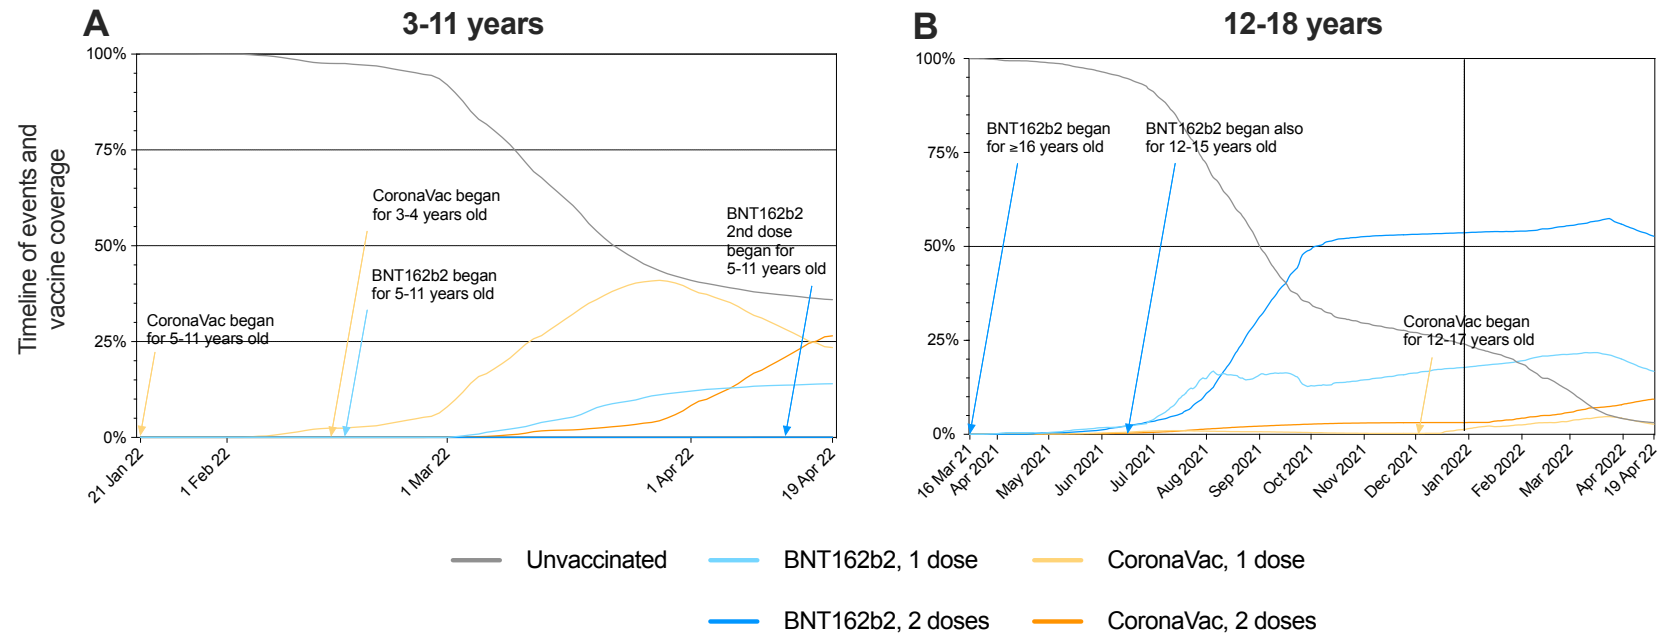 A
3-11 years
Timeline of events and
vaccine coverage
100%
75%
50%
25%
0%
CoronaVac began
for 5-11 years old
CoronaVac began
for 3-4 years old
BNT162b2 began
for 5-11 years old
BNT162b2
2nd dose
began for
5-11 years old
21 Jan 22
1 Feb 22
1 Mar 22
1 Apr 22
19 Apr 22
B
12-18 years
100%
75%
50%
25%
0%
BNT162b2 began
for ≥16 years old
BNT162b2 began also
for 12-15 years old
CoronaVac began
for 12-17 years old
16 Mar 21
Apr 2021
May 2021
Jun 2021
Jul 2021
Aug 2021
Sep 2021
Oct 2021
Nov 2021
Dec 2021
Jan 2022
Feb 2022
Mar 2022
Apr 2022
19 Apr 22
Unvaccinated
BNT162b2, 1 dose
CoronaVac, 1 dose
BNT162b2, 2 doses
CoronaVac, 2 doses